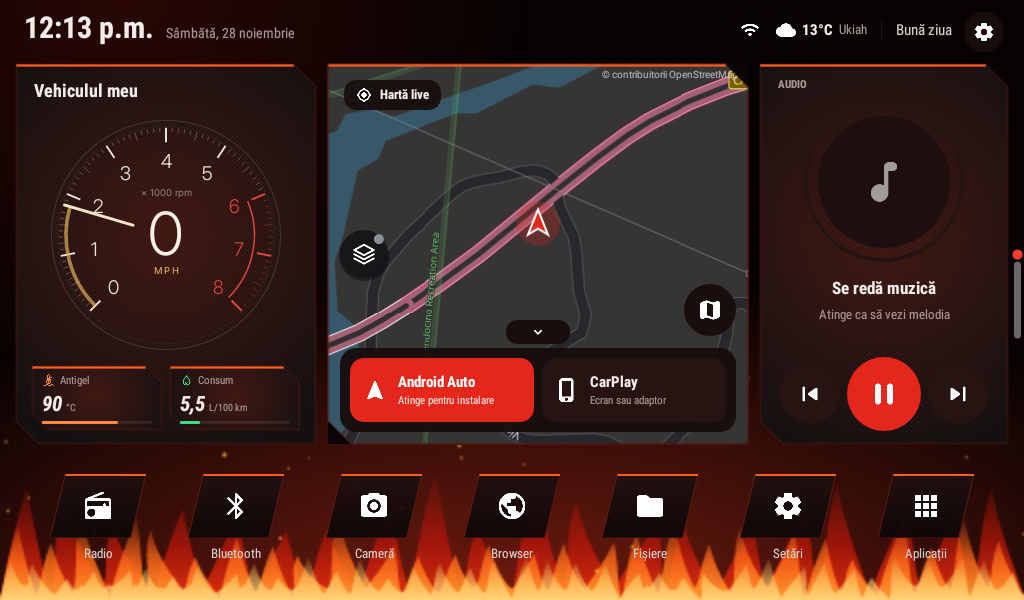 12:13 p.m.
Sâmbătă, 28 noiembrie
13°C Ukiah
Bună ziua
Vehiculul meu
0
1
2
3
4
5
6
7
8
× 1000 rpm
0
MPH
Antigel
90 °C
Consum
5,5 L/100 km
Hartă live
© contribuitorii OpenStreetMap
Recreation Area
Android Auto
Atinge pentru instalare
CarPlay
Ecran sau adaptor
AUDIO
Se redă muzică
Atinge ca să vezi melodia
Radio
Bluetooth
Cameră
Browser
Fișiere
Setări
Aplicații